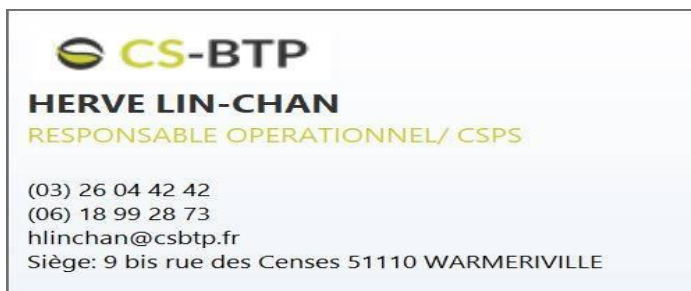 CS-BTP
HERVE LIN-CHAN
RESPONSABLE OPERATIONNEL/ CSPS
(03) 26 04 42 42
(06) 18 99 28 73
hlinchan@csbtp.fr
Siège: 9 bis rue des Censes 51110 WARMERIVILLE